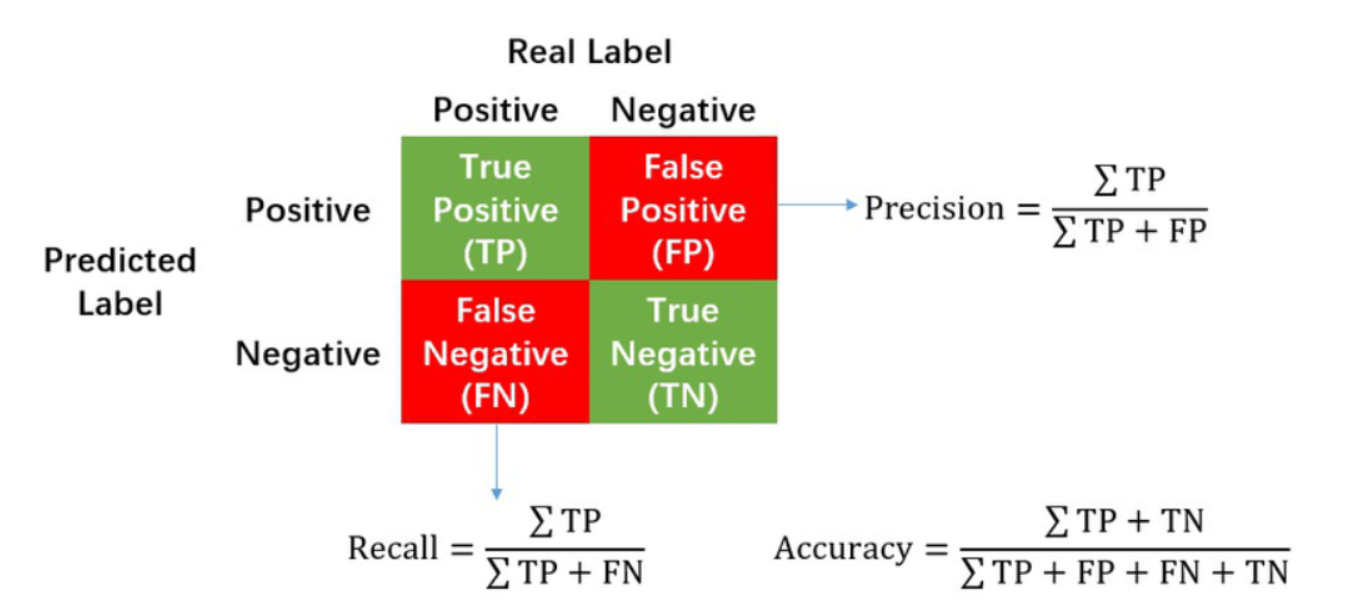 Real Label
Positive Negative
True Positive (TP)
False Positive (FP)
Positive
Precision = ∑ TP / ∑ TP + FP
Predicted Label
False Negative (FN)
True Negative (TN)
Negative
Recall = ∑ TP / ∑ TP + FN
Accuracy = ∑ TP + TN / ∑ TP + FP + FN + TN